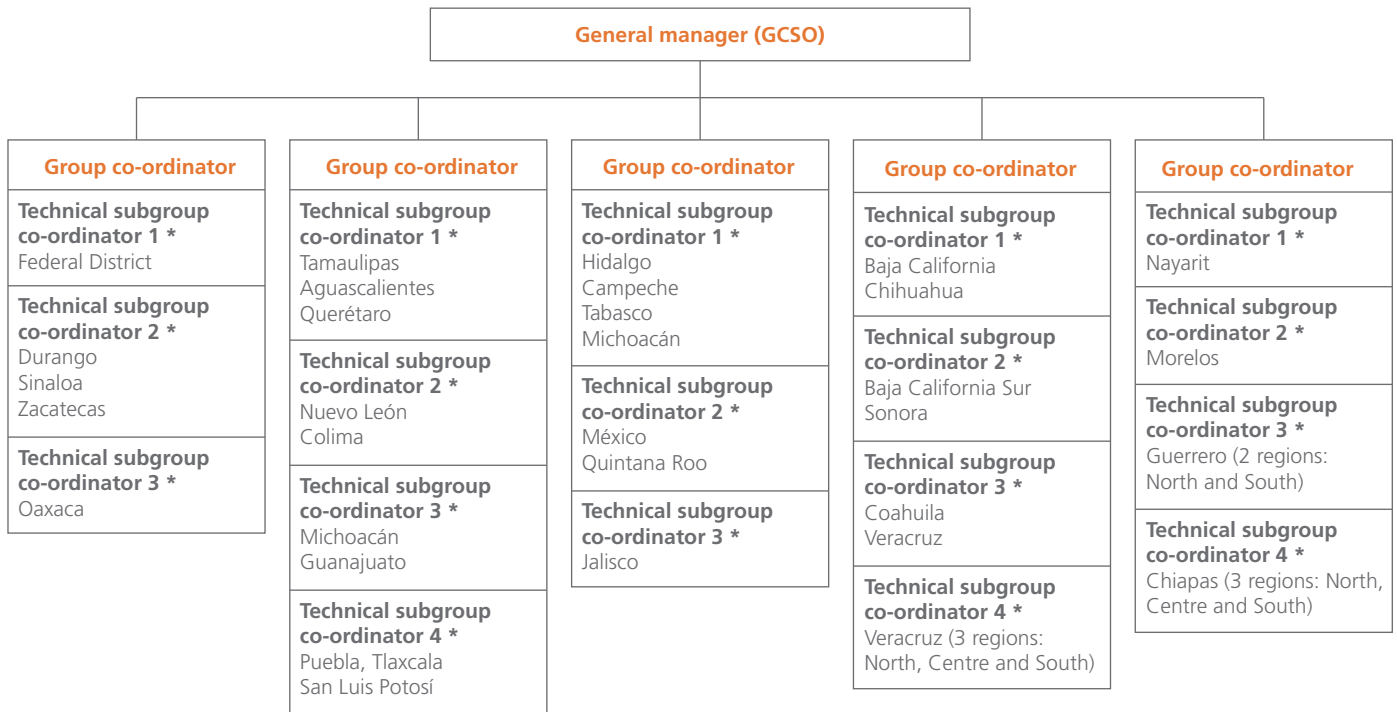 General manager (GCSO)
Group co-ordinator
Technical subgroup
co-ordinator 1 *
Federal District
Technical subgroup
co-ordinator 2 *
Durango
Sinaloa
Zacatecas
Technical subgroup
co-ordinator 3 *
Oaxaca
Group co-ordinator
Technical subgroup
co-ordinator 1 *
Tamaulipas
Aguascalientes
Querétaro
Technical subgroup
co-ordinator 2 *
Nuevo León
Colima
Technical subgroup
co-ordinator 3 *
Michoacán
Guanajuato
Technical subgroup
co-ordinator 4 *
Puebla, Tlaxcala
San Luis Potosí
Group co-ordinator
Technical subgroup
co-ordinator 1 *
Hidalgo
Campeche
Tabasco
Michoacán
Technical subgroup
co-ordinator 2 *
México
Quintana Roo
Technical subgroup
co-ordinator 3 *
Jalisco
Group co-ordinator
Technical subgroup
co-ordinator 1 *
Baja California
Chihuahua
Technical subgroup
co-ordinator 2 *
Baja California Sur
Sonora
Technical subgroup
co-ordinator 3 *
Coahuila
Veracruz
Technical subgroup
co-ordinator 4 *
Veracruz (3 regions:
North, Centre and South)
Group co-ordinator
Technical subgroup
co-ordinator 1 *
Nayarit
Technical subgroup
co-ordinator 2 *
Morelos
Technical subgroup
co-ordinator 3 *
Guerrero (2 regions:
North and South)
Technical subgroup
co-ordinator 4 *
Chiapas (3 regions: North,
Centre and South)